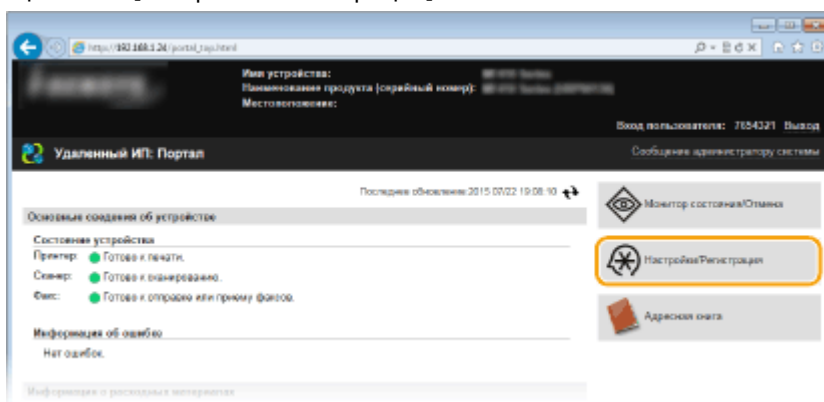 http://192.168.1.24/portal_top.html
Имя устройства:
Наименование продукта (серийный номер):
Местоположение:
Вход пользователя: 7654321 Выход
Удаленный ИП: Портал
Сообщение администратору системы
Последнее обновление: 2015 07/22 19:08:10
Основные сведения об устройстве
Монитор состояния/Отмена
Состояние устройства
Принтер: Готово к печати.
Сканер: Готово к сканированию.
Факс: Готово к отправке или приему факсов.
Настройки/Регистрация
Адресная книга
Информация об ошибке
Нет ошибок.
Информация о расходных материалах